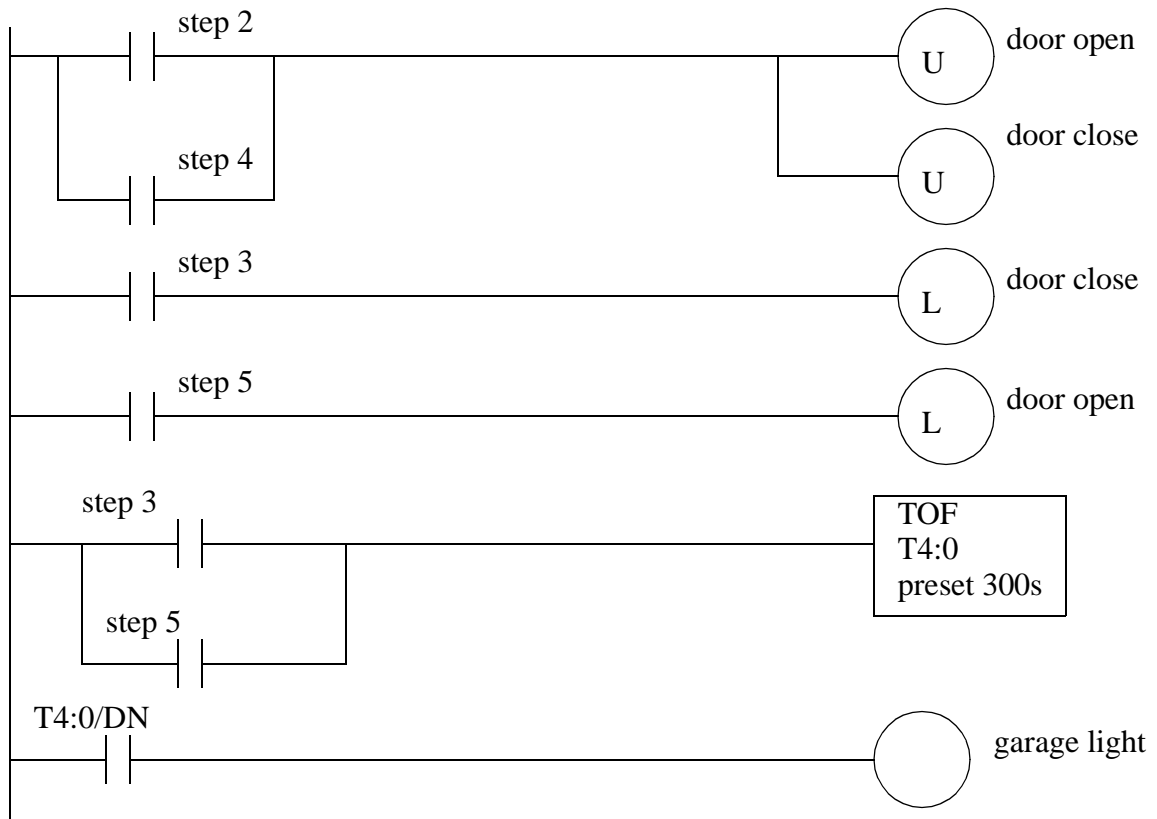 step 2
door open
U
door close
step 4
U
step 3
door close
L
step 5
door open
L
step 3
TOF
T4:0
preset 300s
step 5
T4:0/DN
garage light